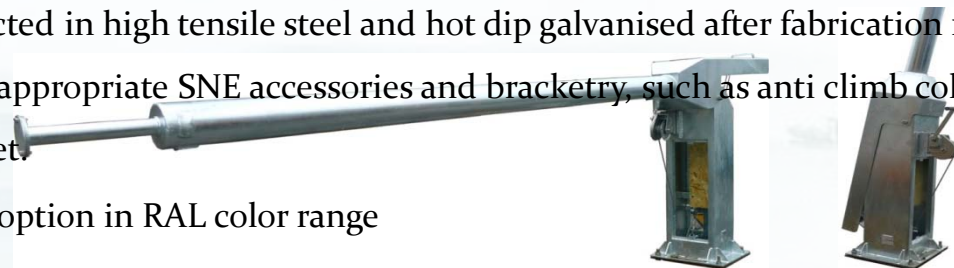 cted in high tensile steel and hot dip galvanised after fabrication
appropriate SNE accessories and bracketry, such as anti climb col
et.
option in RAL color range